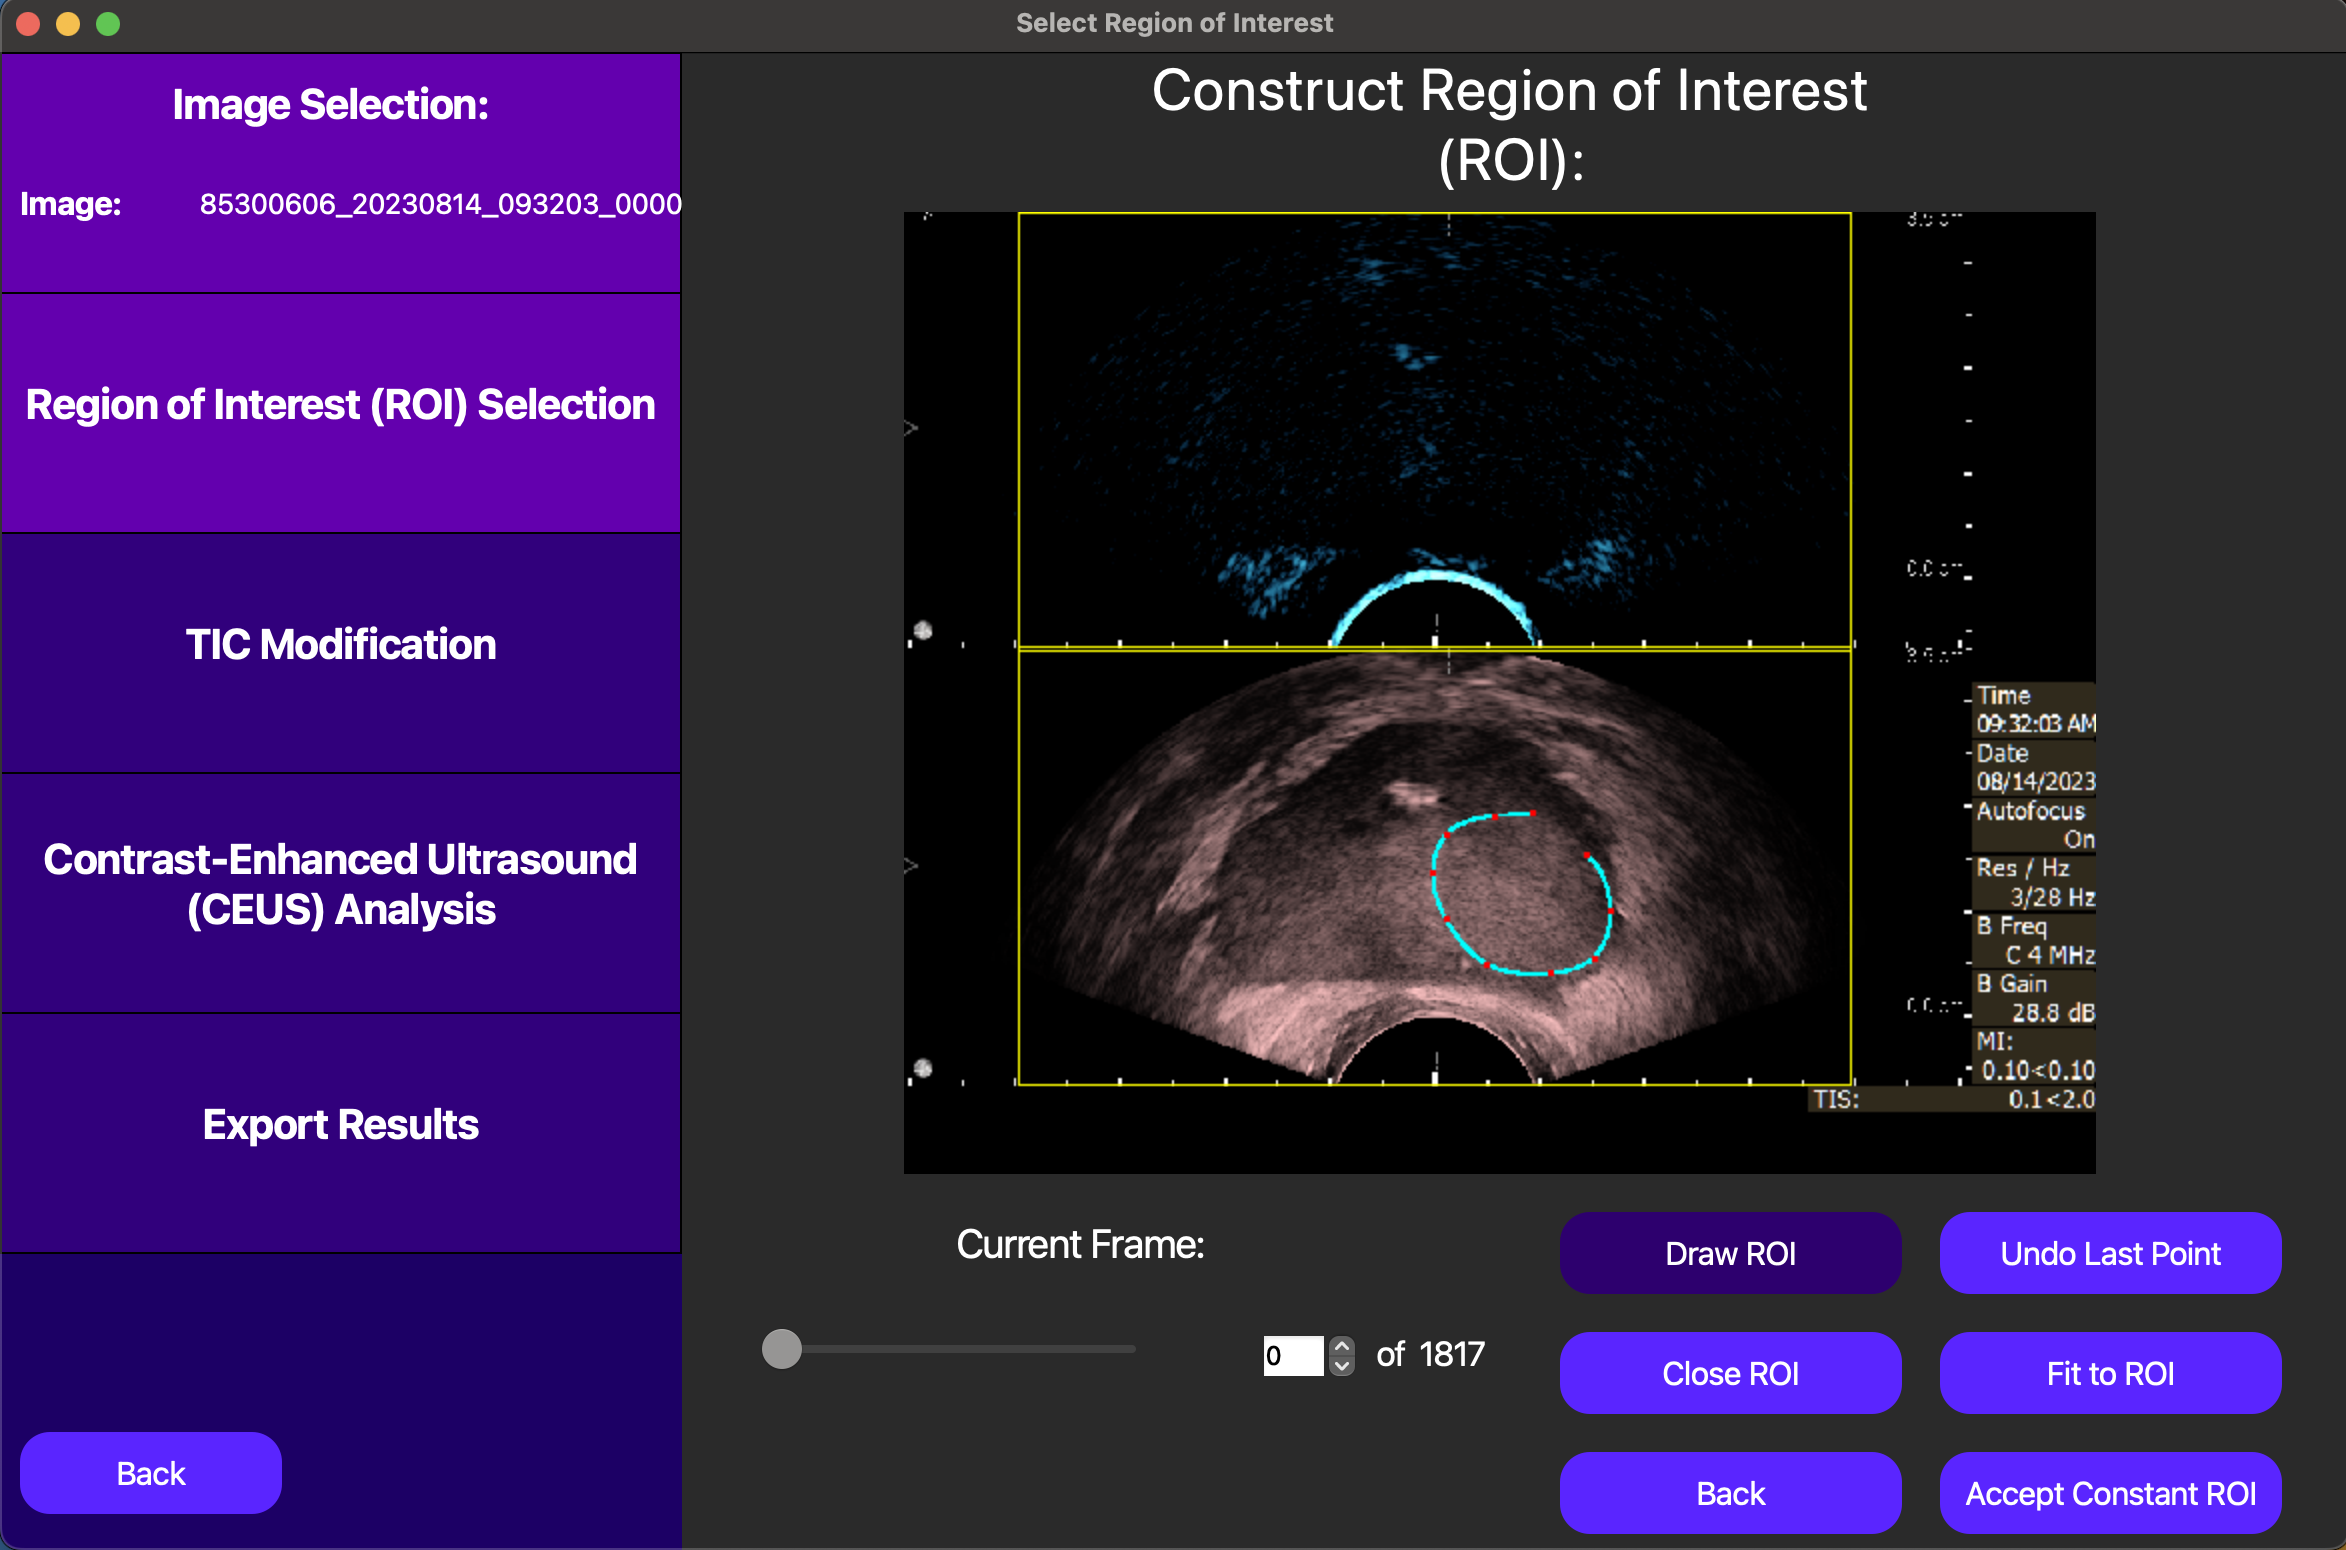 Select Region of Interest
Image Selection:
Image: 85300606_20230814_093203_0000
Region of Interest (ROI) Selection
TIC Modification
Contrast-Enhanced Ultrasound
(CEUS) Analysis
Export Results
Back
Construct Region of Interest
(ROI):
Time
09:32:03 AM
Date
08/14/2023
Autofocus
On
Res / Hz
3/28 Hz
B Freq
C 4 MHz
B Gain
28.8 dB
MI:
0.10<0.10
TIS: 0.1<2.0
Current Frame:
0 of 1817
Draw ROI
Undo Last Point
Close ROI
Fit to ROI
Back
Accept Constant ROI